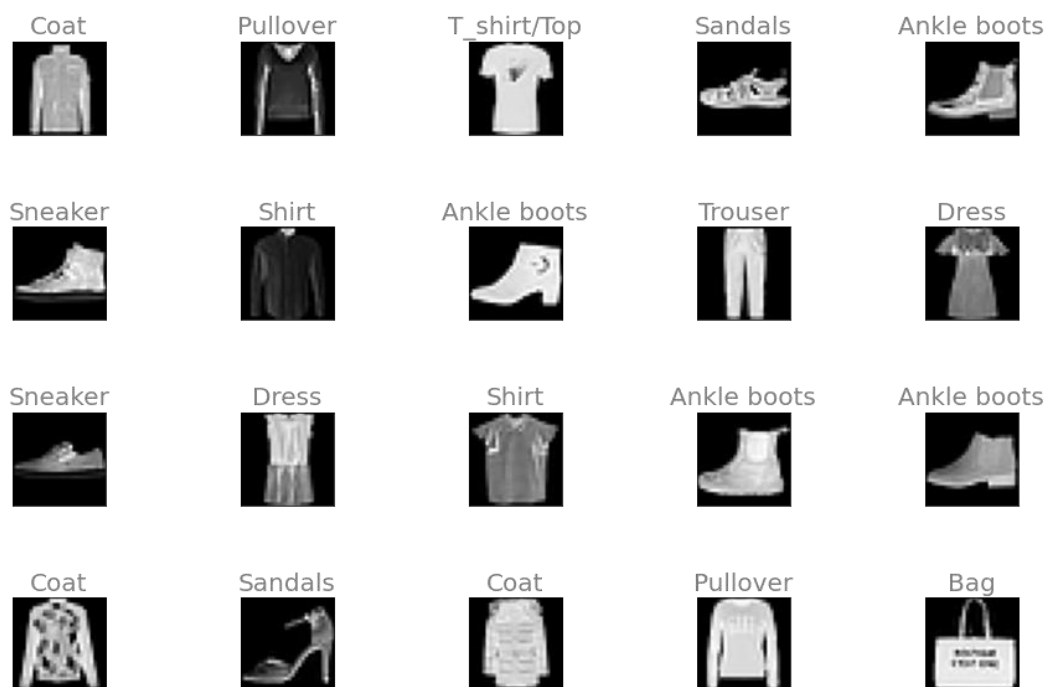 Coat Pullover T_shirt/Top Sandals Ankle boots
Sneaker Shirt Ankle boots Trouser Dress
Sneaker Dress Shirt Ankle boots Ankle boots
Coat Sandals Coat Pullover Bag